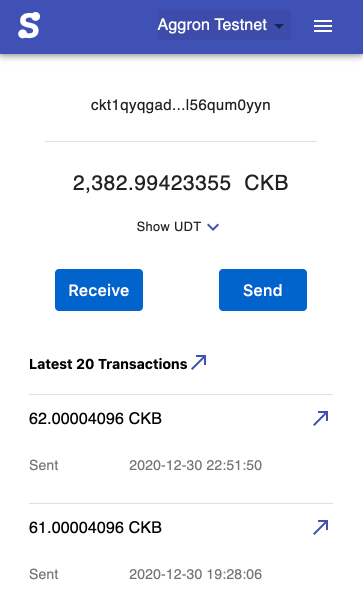 S
Aggron Testnet
ckt1qyqgad...l56qum0yyn
2,382.99423355 CKB
Show UDT
Receive
Send
Latest 20 Transactions
62.00004096 CKB
Sent 2020-12-30 22:51:50
61.00004096 CKB
Sent 2020-12-30 19:28:06